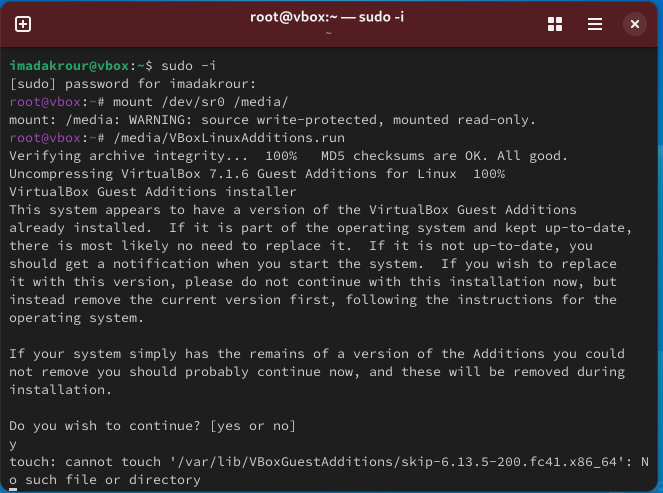 root@vbox:~ — sudo -i
~
imadakrour@vbox:~$ sudo -i
[sudo] password for imadakrour:
root@vbox:~# mount /dev/sr0 /media/
mount: /media: WARNING: source write-protected, mounted read-only.
root@vbox:~# /media/VBoxLinuxAdditions.run
Verifying archive integrity...  100%   MD5 checksums are OK. All good.
Uncompressing VirtualBox 7.1.6 Guest Additions for Linux  100%
VirtualBox Guest Additions installer
This system appears to have a version of the VirtualBox Guest Additions
already installed.  If it is part of the operating system and kept up-to-date,
there is most likely no need to replace it.  If it is not up-to-date, you
should get a notification when you start the system.  If you wish to replace
it with this version, please do not continue with this installation now, but
instead remove the current version first, following the instructions for the
operating system.
If your system simply has the remains of a version of the Additions you could
not remove you should probably continue now, and these will be removed during
installation.
Do you wish to continue? [yes or no]
y
touch: cannot touch '/var/lib/VBoxGuestAdditions/skip-6.13.5-200.fc41.x86_64': N
o such file or directory